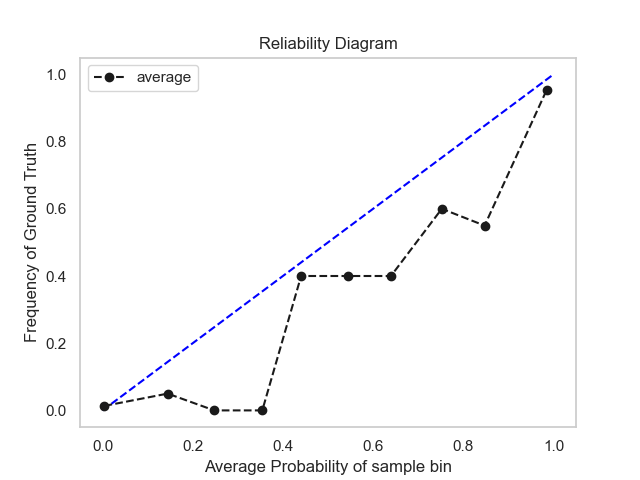 Reliability Diagram
average
1.0
0.8
0.6
0.4
0.2
0.0
Frequency of Ground Truth
0.0 0.2 0.4 0.6 0.8 1.0
Average Probability of sample bin